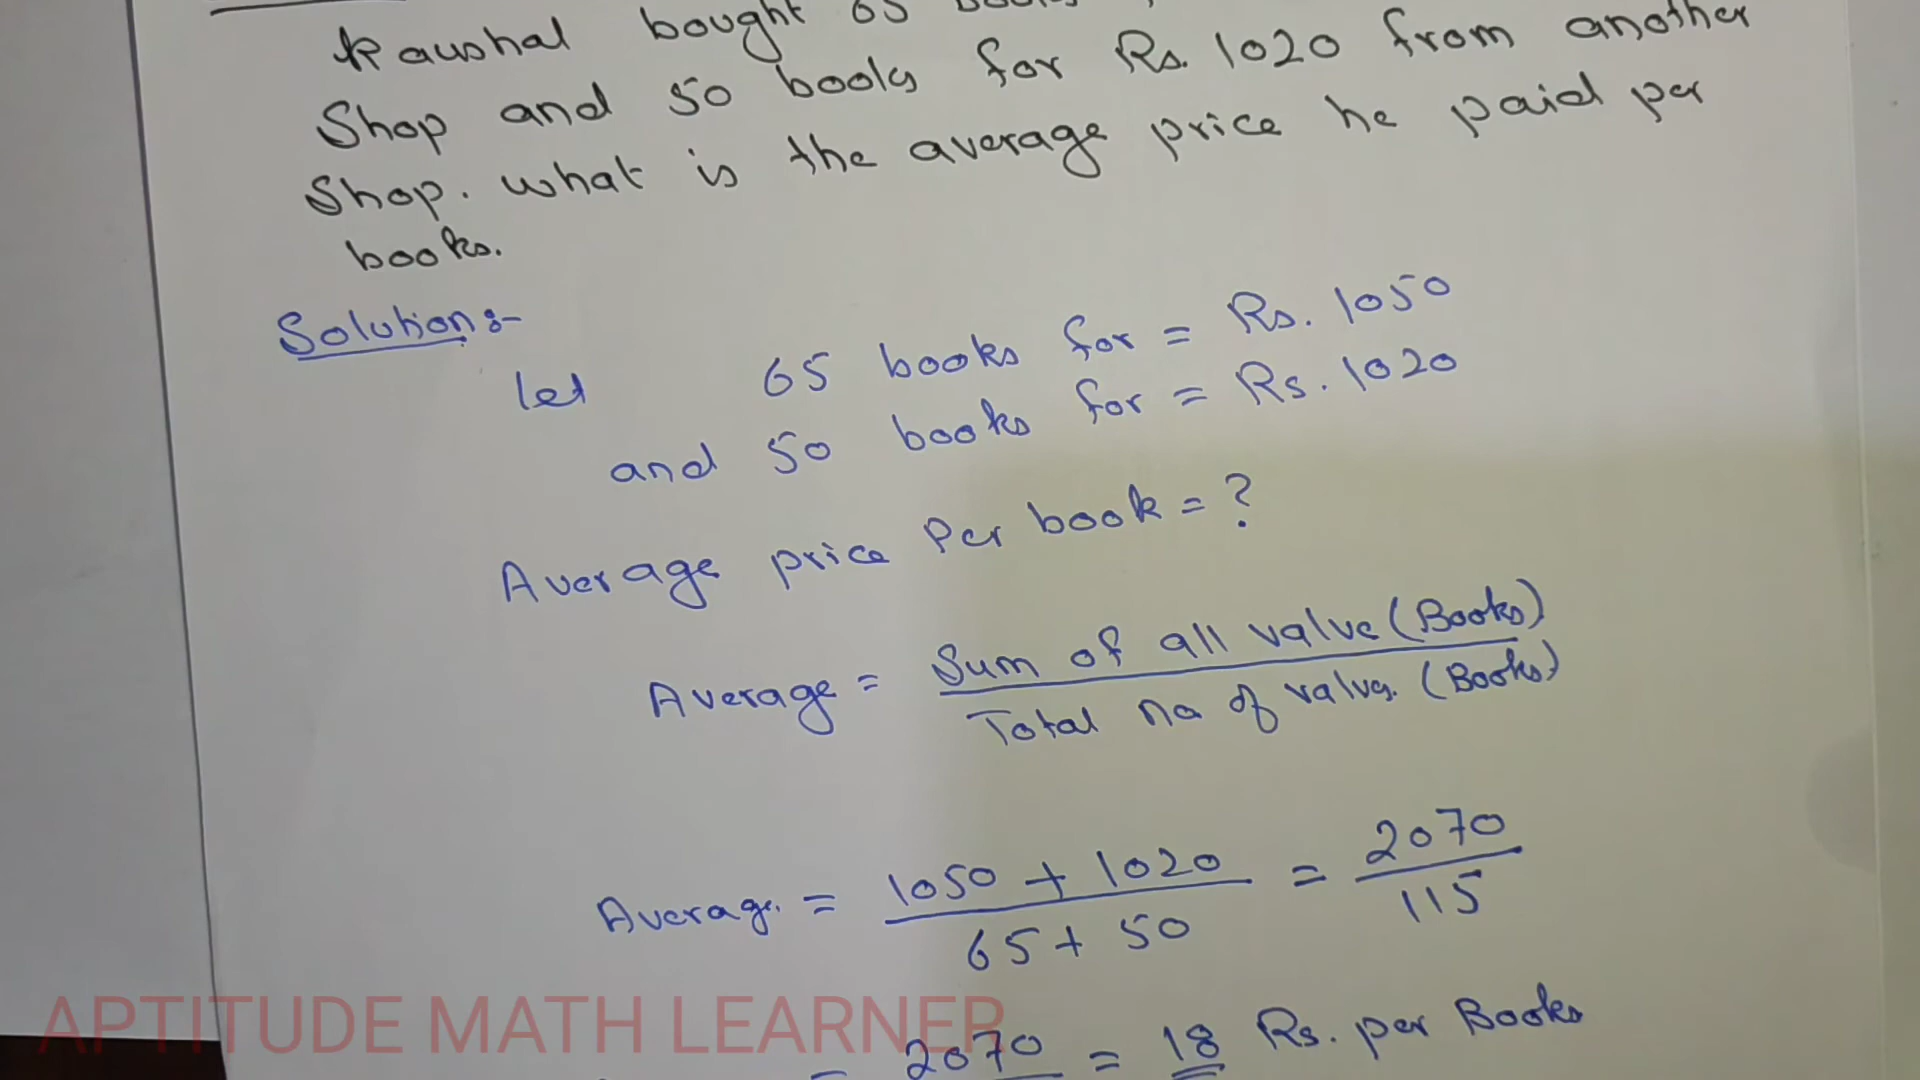 Kaushal bought 65
Shop and 50 books for Rs. 1020 from another
Shop. what is the average price he paid per
books.
Solution:-
let 65 books for = Rs. 1050
and 50 books for = Rs. 1020
Average price Per book = ?
Average = Sum of all value (Books)
Total no of values. (Books)
Average = 1050 + 1020 = 2070
65 + 50 115
2070 = 18 Rs. per Books
APTITUDE MATH LEARNER